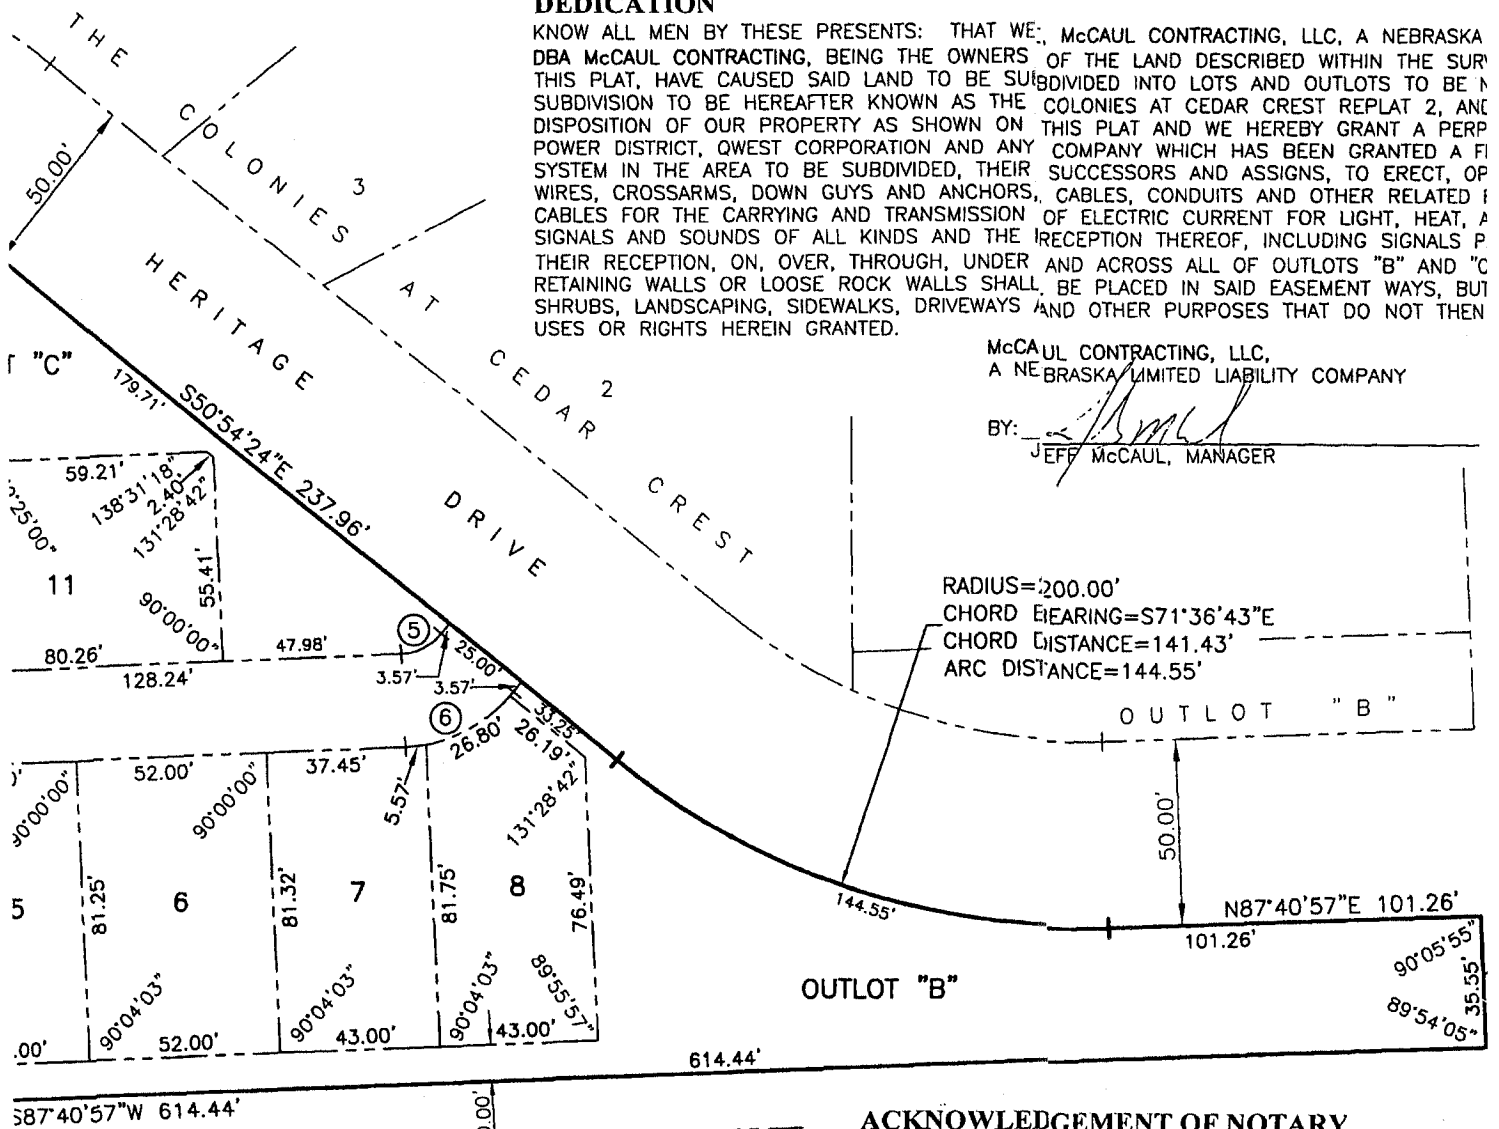 DEDICATION
KNOW ALL MEN BY THESE PRESENTS: THAT WE, McCAUL CONTRACTING, LLC, A NEBRASKA
DBA McCAUL CONTRACTING, BEING THE OWNERS OF THE LAND DESCRIBED WITHIN THE
THIS PLAT, HAVE CAUSED SAID LAND TO BE SUBDIVIDED INTO LOTS AND OUTLOTS TO BE
SUBDIVISION TO BE HEREAFTER KNOWN AS THE COLONIES AT CEDAR CREST REPLAT 2,
DISPOSITION OF OUR PROPERTY AS SHOWN ON THIS PLAT AND WE HEREBY GRANT A
POWER DISTRICT, QWEST CORPORATION AND ANY COMPANY WHICH HAS BEEN GRANTED A
SYSTEM IN THE AREA TO BE SUBDIVIDED, THEIR SUCCESSORS AND ASSIGNS, TO ERECT,
WIRES, CROSSARMS, DOWN GUYS AND ANCHORS, CABLES, CONDUITS AND OTHER RELATED
CABLES FOR THE CARRYING AND TRANSMISSION OF ELECTRIC CURRENT FOR LIGHT, HEAT,
SIGNALS AND SOUNDS OF ALL KINDS AND THE RECEPTION THEREOF, INCLUDING SIGNALS
THEIR RECEPTION, ON, OVER, THROUGH, UNDER AND ACROSS ALL OF OUTLOTS "B" AND
RETAINING WALLS OR LOOSE ROCK WALLS SHALL BE PLACED IN SAID EASEMENT WAYS, BUT
SHRUBS, LANDSCAPING, SIDEWALKS, DRIVEWAYS AND OTHER PURPOSES THAT DO NOT THEN
USES OR RIGHTS HEREIN GRANTED.
McCAUL CONTRACTING, LLC,
A NEBRASKA LIMITED LIABILITY COMPANY
BY:
JEFF McCAUL, MANAGER
THE COLONIES AT CEDAR CREST
3
2
50.00'
HERITAGE DRIVE
"C"
179.71'
S50°54'24"E 237.96'
59.21'
138°31'18"
2.40'
131°28'42"
25'00"
11
55.41'
90°00'00"
80.26'
47.98'
128.24'
5
3.57'
25.00'
3.57'
6
33.25'
26.80'
26.19'
RADIUS=200.00'
CHORD BEARING=S71°36'43"E
CHORD DISTANCE=141.43'
ARC DISTANCE=144.55'
OUTLOT "B"
50.00'
52.00'
37.45'
5.57'
90°00'00"
90°00'00"
131°28'42"
5
81.25'
6
81.32'
7
81.75'
8
76.49'
144.55'
N87°40'57"E 101.26'
101.26'
90°05'55"
35.55'
89°54'05"
OUTLOT "B"
90°04'03"
90°04'03"
90°04'03"
89°55'57"
.00'
52.00'
43.00'
43.00'
614.44'
S87°40'57"W 614.44'
ACKNOWLEDGEMENT OF NOTARY